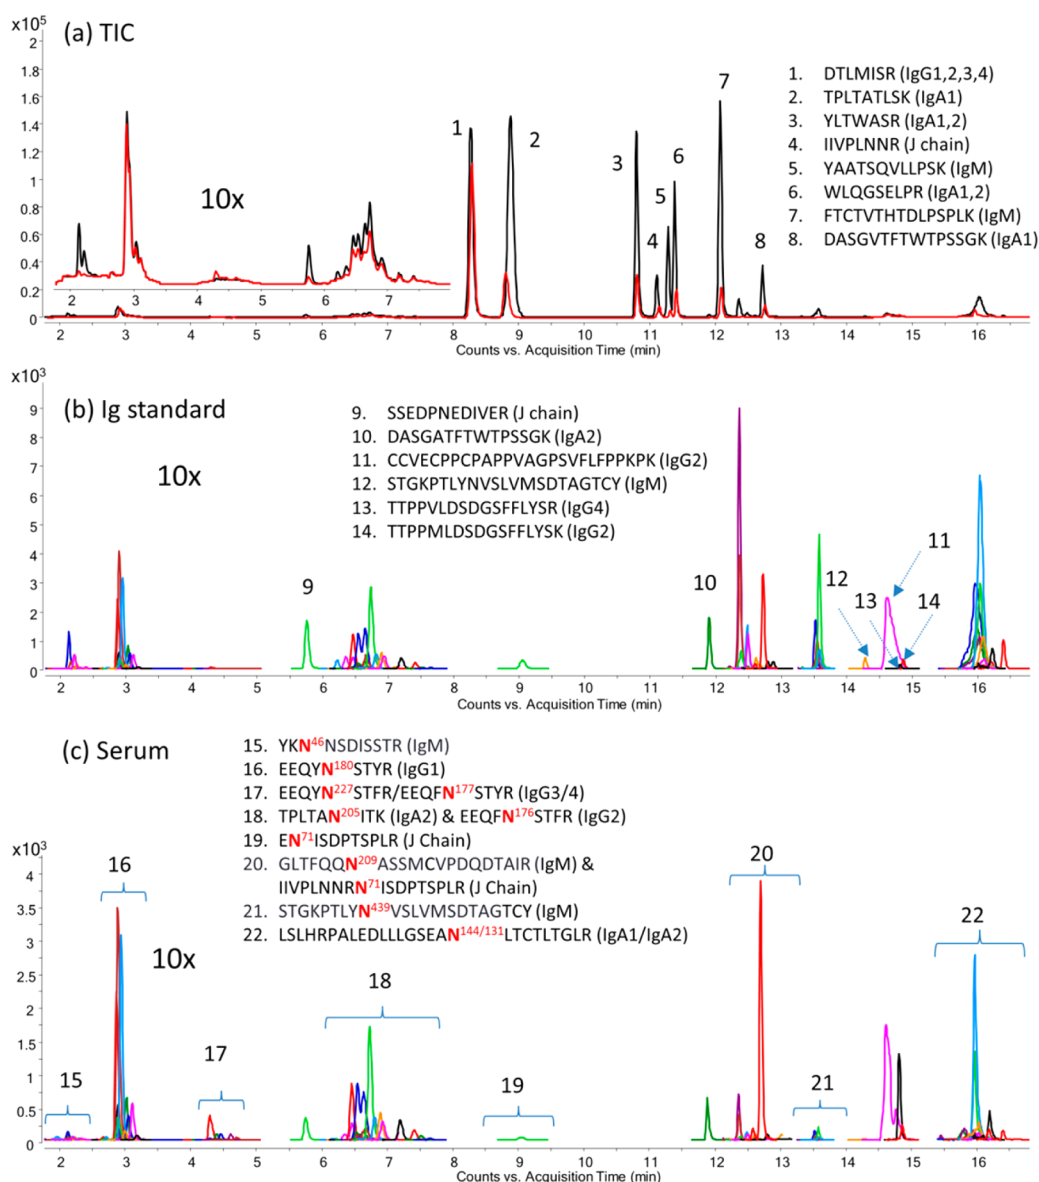 x10⁵
(a) TIC
2
1.8
1.6
1.4
1.2
1
0.8
0.6
0.4
0.2
0
10x
2 3 4 5 6 7
1
2
3
4
5
6
7
8
1. DTLMISR (IgG1,2,3,4)
2. TPLTATLSK (IgA1)
3. YLTWASR (IgA1,2)
4. IIVPLNNR (J chain)
5. YAATSQVLLPSK (IgM)
6. WLQGSELPR (IgA1,2)
7. FTCTVTHTDLPSPLK (IgM)
8. DASGVTFTWTPSSGK (IgA1)
2 3 4 5 6 7 8 9 10 11 12 13 14 15 16
Counts vs. Acquisition Time (min)
x10³
(b) Ig standard
9
8
7
6
5
4
3
2
1
0
10x
9. SSEDPNEDIVER (J chain)
10. DASGATFTWTPSSGK (IgA2)
11. CCVECPPCPAPPVAGPSVFLFPPKPK (IgG2)
12. STGKPTLYNVSLVMSDTAGTCY (IgM)
13. TTPPVLDSDGSFFLYSR (IgG4)
14. TTPPMLDSDGSFFLYSK (IgG2)
9
10
11
12
13
14
2 3 4 5 6 7 8 9 10 11 12 13 14 15 16
Counts vs. Acquisition Time (min)
(c) Serum
15. YKN⁴⁶NSDISSTR (IgM)
16. EEQYN¹⁸⁰STYR (IgG1)
17. EEQYN²²⁷STFR/EEQFN¹⁷⁷STYR (IgG3/4)
18. TPLTAN²⁰⁵ITK (IgA2) & EEQFN¹⁷⁶STFR (IgG2)
19. EN⁷¹ISDPTSPLR (J Chain)
20. GLTFQQN²⁰⁹ASSMCVPDQDTAIR (IgM) &
IIVPLNNRN⁷¹ISDPTSPLR (J Chain)
21. STGKPTLYN⁴³⁹VSLVMSDTAGTCY (IgM)
22. LSLHRPALEDLLLGSEAN¹⁴⁴/¹³¹LTCTLTGLR (IgA1/IgA2)
x10³
4
3.5
3
2.5
2
1.5
1
0.5
0
10x
15
16
17
18
19
20
21
22
2 3 4 5 6 7 8 9 10 11 12 13 14 15 16
Counts vs. Acquisition Time (min)